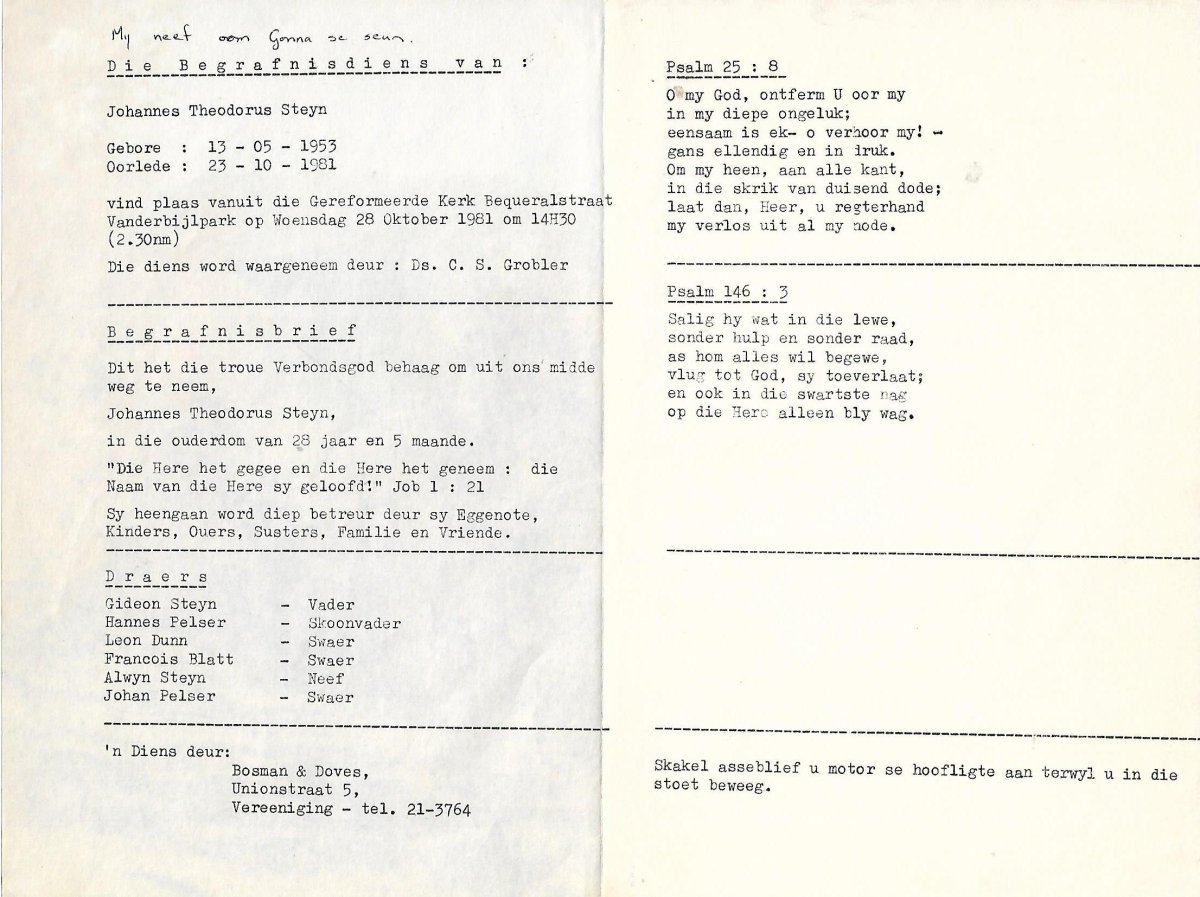 My neef oom Gonna se seun.
Die Begrafnisdiens van :
Johannes Theodorus Steyn
Gebore : 13 - 05 - 1953
Oorlede : 23 - 10 - 1981
vind plaas vanuit die Gereformeerde Kerk Bequeralstraat
Vanderbijlpark op Woensdag 28 Oktober 1981 om 14H30
(2.30nm)
Die diens word waargeneem deur : Ds. C. S. Grobler
Begrafnisbrief
Dit het die troue Verbondsgod behaag om uit ons midde
weg te neem,
Johannes Theodorus Steyn,
in die ouderdom van 28 jaar en 5 maande.
"Die Here het gegee en die Here het geneem : die
Naam van die Here sy geloofd!" Job 1 : 21
Sy heengaan word diep betreur deur sy Eggenote,
Kinders, Ouers, Susters, Familie en Vriende.
Draers
Gideon Steyn - Vader
Hannes Pelser - Skoonvader
Leon Dunn - Swaer
Francois Blatt - Swaer
Alwyn Steyn - Neef
Johan Pelser - Swaer
'n Diens deur:
Bosman & Doves,
Unionstraat 5,
Vereeniging - tel. 21-3764
Psalm 25 : 8
O my God, ontferm U oor my
in my diepe ongeluk;
eensaam is ek- o verhoor my! -
gans ellendig en in druk.
Om my heen, aan alle kant,
in die skrik van duisend dode;
laat dan, Heer, u regterhand
my verlos uit al my node.
Psalm 146 : 3
Salig hy wat in die lewe,
sonder hulp en sonder raad,
as hom alles wil begewe,
vlug tot God, sy toeverlaat;
en ook in die swartste nag
op die Here alleen bly wag.
Skakel asseblief u motor se hoofligte aan terwyl u in die
stoet beweeg.